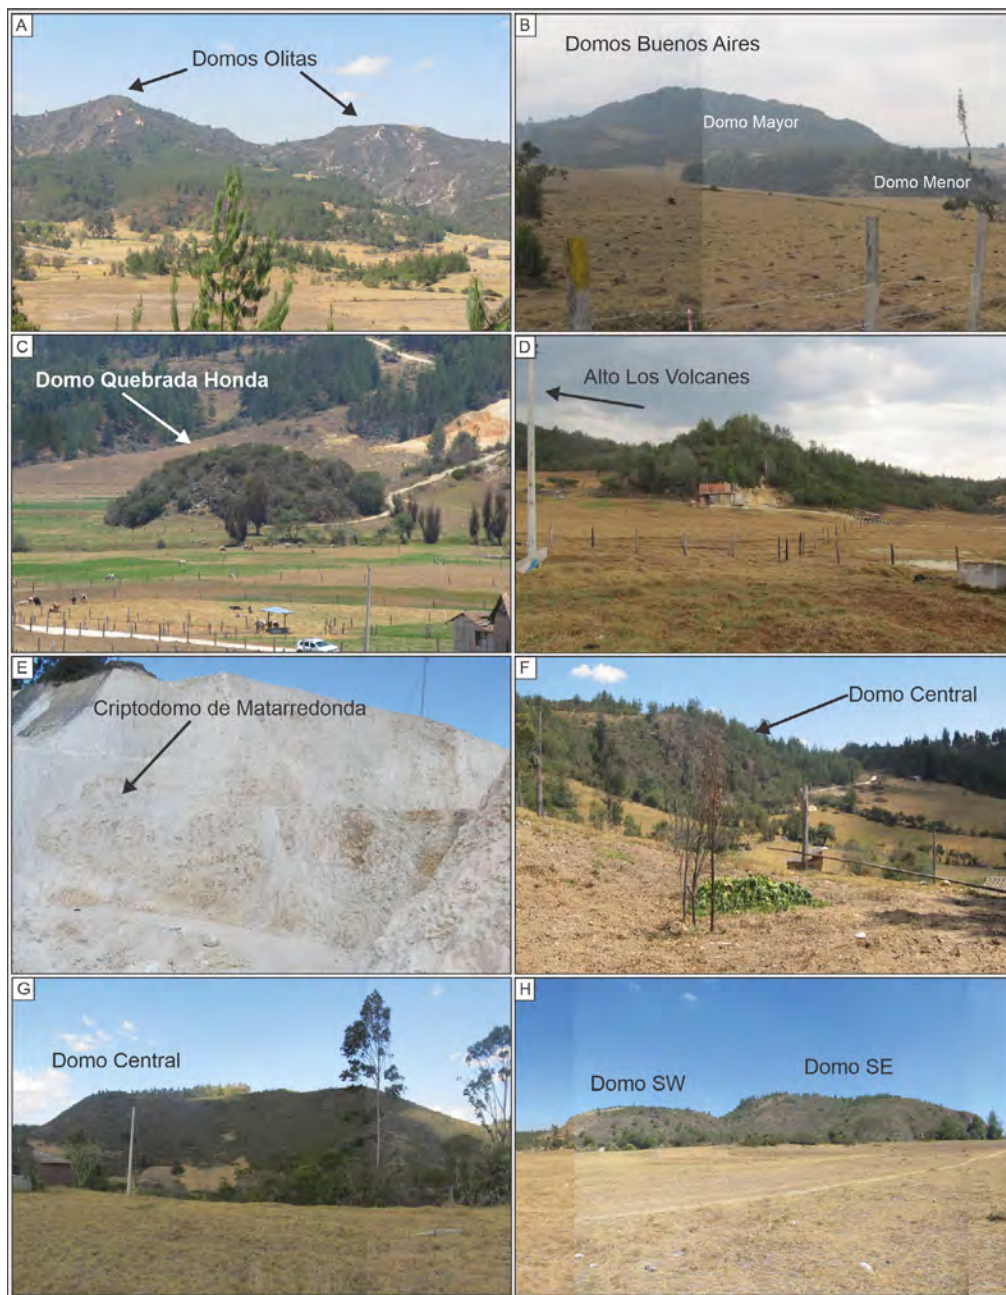 A
Domos Olitas
B
Domos Buenos Aires
Domo Mayor
Domo Menor
C
Domo Quebrada Honda
D
Alto Los Volcanes
E
Criptodomo de Matarredonda
F
Domo Central
G
Domo Central
H
Domo SW
Domo SE